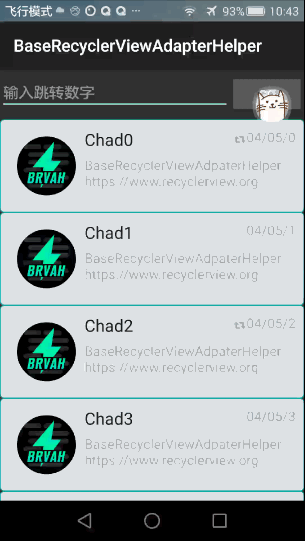 飞行模式 93% 10:43
BaseRecyclerViewAdapterHelper
输入跳转数字
Chad0 04/05/0
BRVAH
BaseRecyclerViewAdpaterHelper
https://www.recyclerview.org
Chad1 04/05/1
BRVAH
BaseRecyclerViewAdpaterHelper
https://www.recyclerview.org
Chad2 04/05/2
BRVAH
BaseRecyclerViewAdpaterHelper
https://www.recyclerview.org
Chad3 04/05/3
BRVAH
BaseRecyclerViewAdpaterHelper
https://www.recyclerview.org